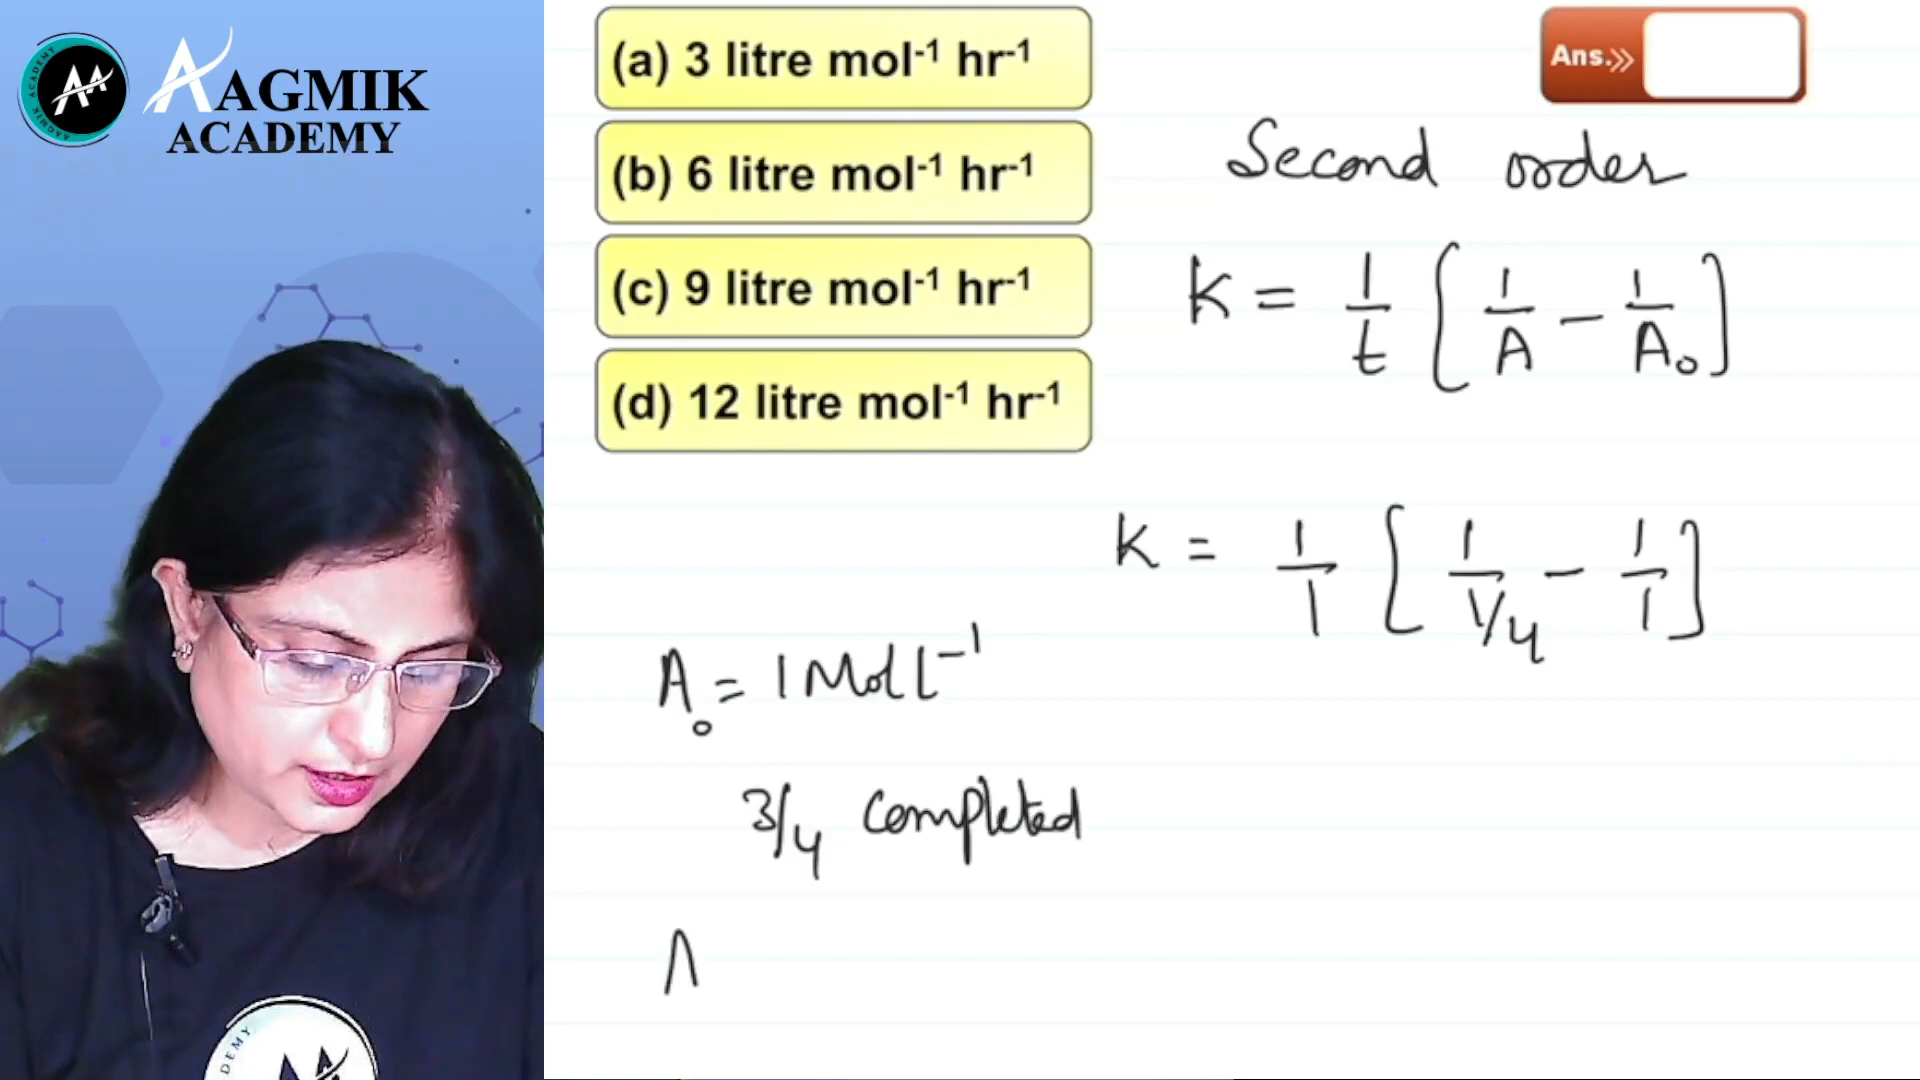 AAGMIK
ACADEMY
(a) 3 litre mol⁻¹ hr⁻¹
(b) 6 litre mol⁻¹ hr⁻¹
(c) 9 litre mol⁻¹ hr⁻¹
(d) 12 litre mol⁻¹ hr⁻¹
Ans.
Second order
K = 1/t [1/A − 1/A₀]
K = 1/1 [1/(1/4) − 1/1]
A₀ = 1 Mol L⁻¹
3/4 completed
A